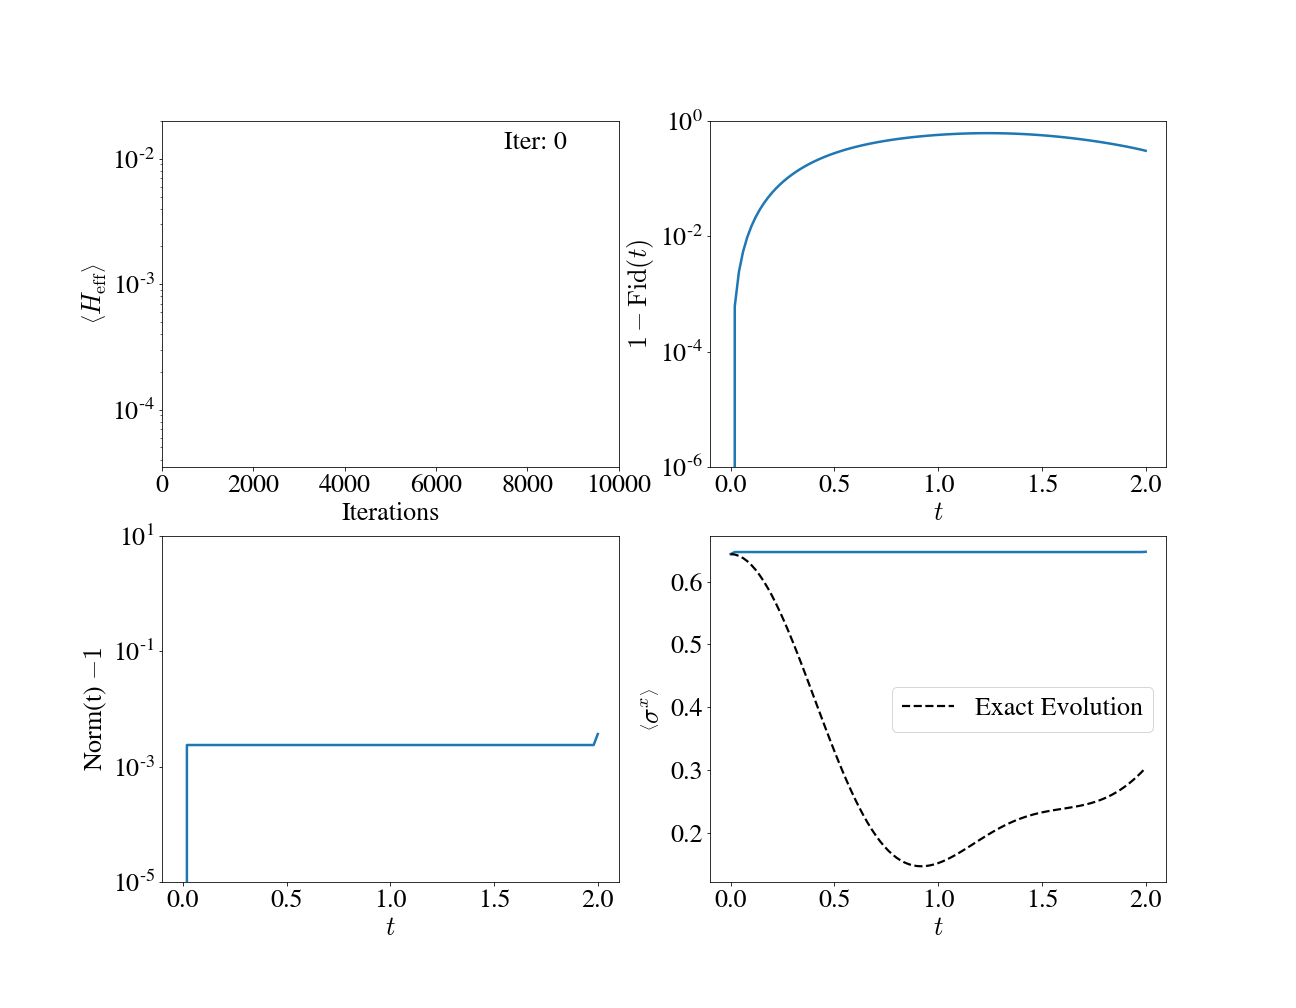 Iter: 0
10^-2
10^-3
10^-4
⟨H_eff⟩
0 2000 4000 6000 8000 10000
Iterations
10^0
10^-2
10^-4
10^-6
1 − Fid(t)
0.0 0.5 1.0 1.5 2.0
t
10^1
10^-1
10^-3
10^-5
Norm(t) −1
0.0 0.5 1.0 1.5 2.0
t
0.6
0.5
0.4
0.3
0.2
⟨σ^x⟩
Exact Evolution
0.0 0.5 1.0 1.5 2.0
t